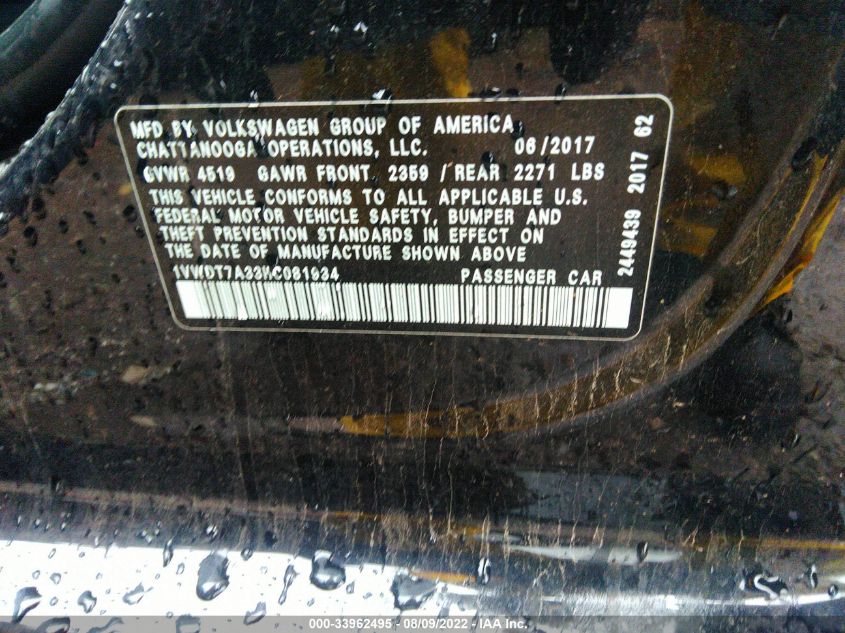 MFD BY VOLKSWAGEN GROUP OF AMERICA
CHATTANOOGA OPERATIONS, LLC. 06/2017
GVWR 4519 GAWR FRONT 2359 / REAR 2271 LBS
THIS VEHICLE CONFORMS TO ALL APPLICABLE U.S.
FEDERAL MOTOR VEHICLE SAFETY, BUMPER AND
THEFT PREVENTION STANDARDS IN EFFECT ON
THE DATE OF MANUFACTURE SHOWN ABOVE
1VWDT7A33HC081934 PASSENGER CAR
2449439 2017 62
000-33962495 - 08/09/2022 - IAA Inc.